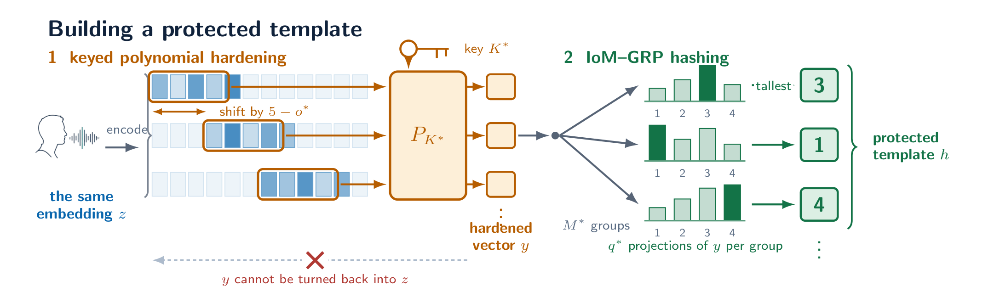 Building a protected template
1 keyed polynomial hardening
key K*
2 IoM–GRP hashing
shift by 5 − o*
encode
P_{K*}
the same
embedding z
hardened
vector y
y cannot be turned back into z
M* groups
1 2 3 4
tallest
3
1 2 3 4
1
1 2 3 4
4
q* projections of y per group
protected
template h